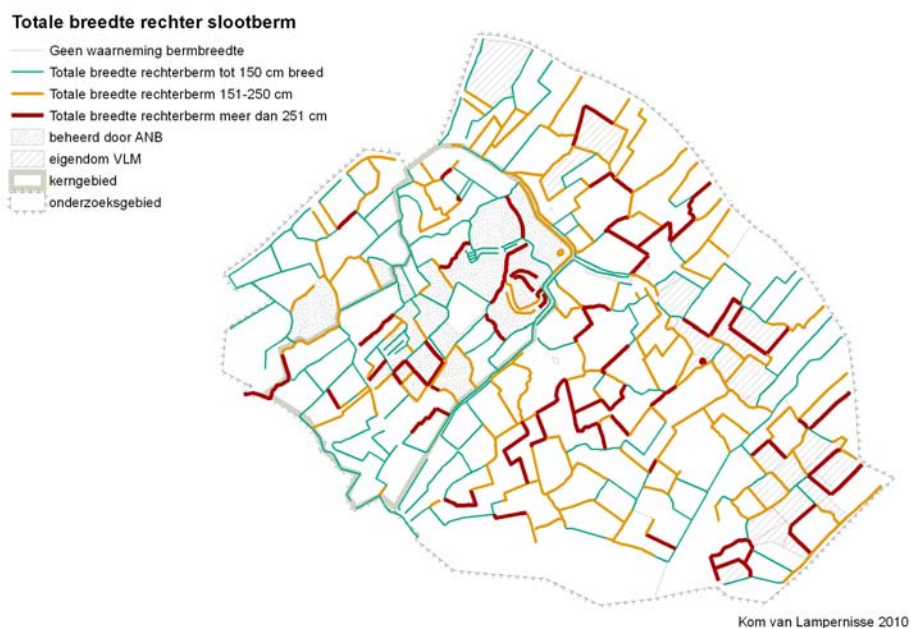 Totale breedte rechter slootberm
Geen waarneming bermbreedte
Totale breedte rechterberm tot 150 cm breed
Totale breedte rechterberm 151-250 cm
Totale breedte rechterberm meer dan 251 cm
beheerd door ANB
eigendom VLM
kerngebied
onderzoeksgebied
Kom van Lampernisse 2010